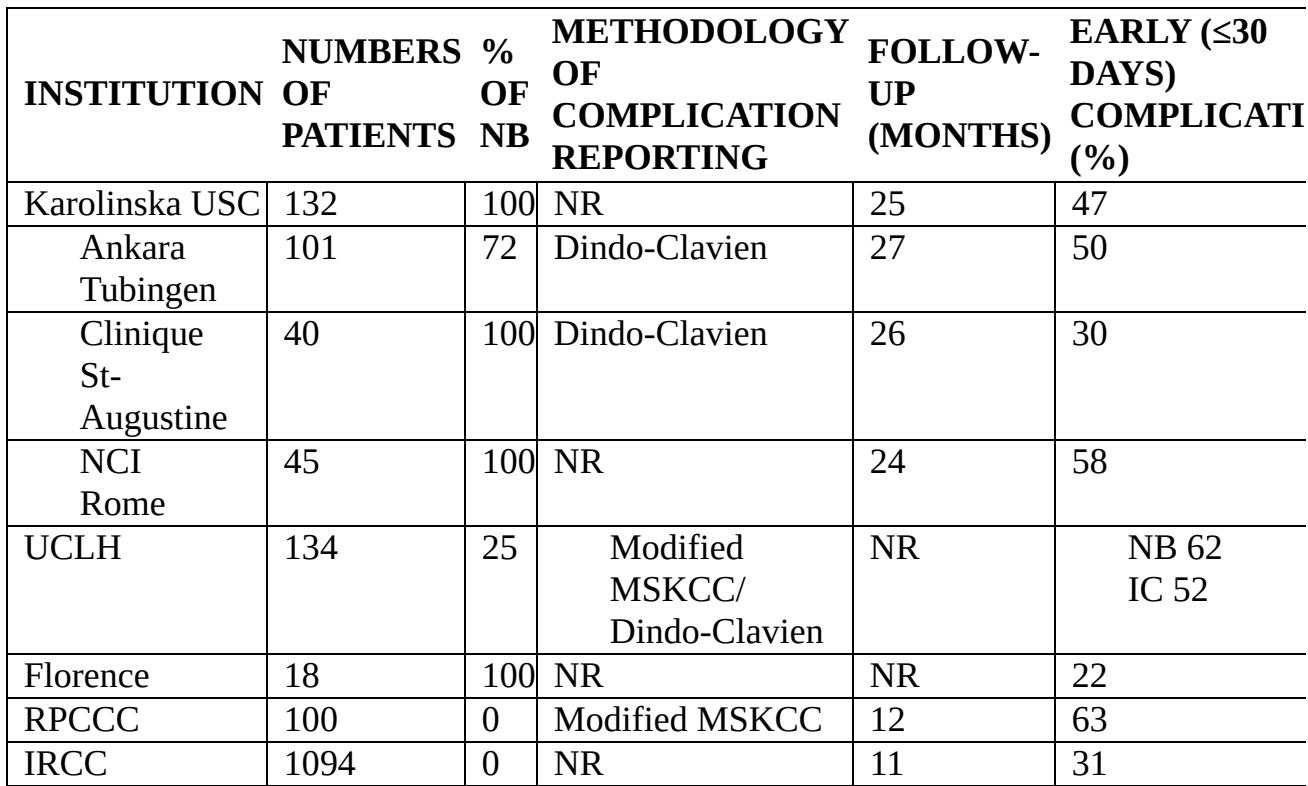 INSTITUTION NUMBERS OF PATIENTS % OF NB METHODOLOGY OF COMPLICATION REPORTING FOLLOW-UP (MONTHS) EARLY (≤30 DAYS) COMPLICATI (%)
Karolinska USC 132 100 NR 25 47
Ankara Tubingen 101 72 Dindo-Clavien 27 50
Clinique St-Augustine 40 100 Dindo-Clavien 26 30
NCI Rome 45 100 NR 24 58
UCLH 134 25 Modified MSKCC/ Dindo-Clavien NR NB 62 IC 52
Florence 18 100 NR NR 22
RPCCC 100 0 Modified MSKCC 12 63
IRCC 1094 0 NR 11 31